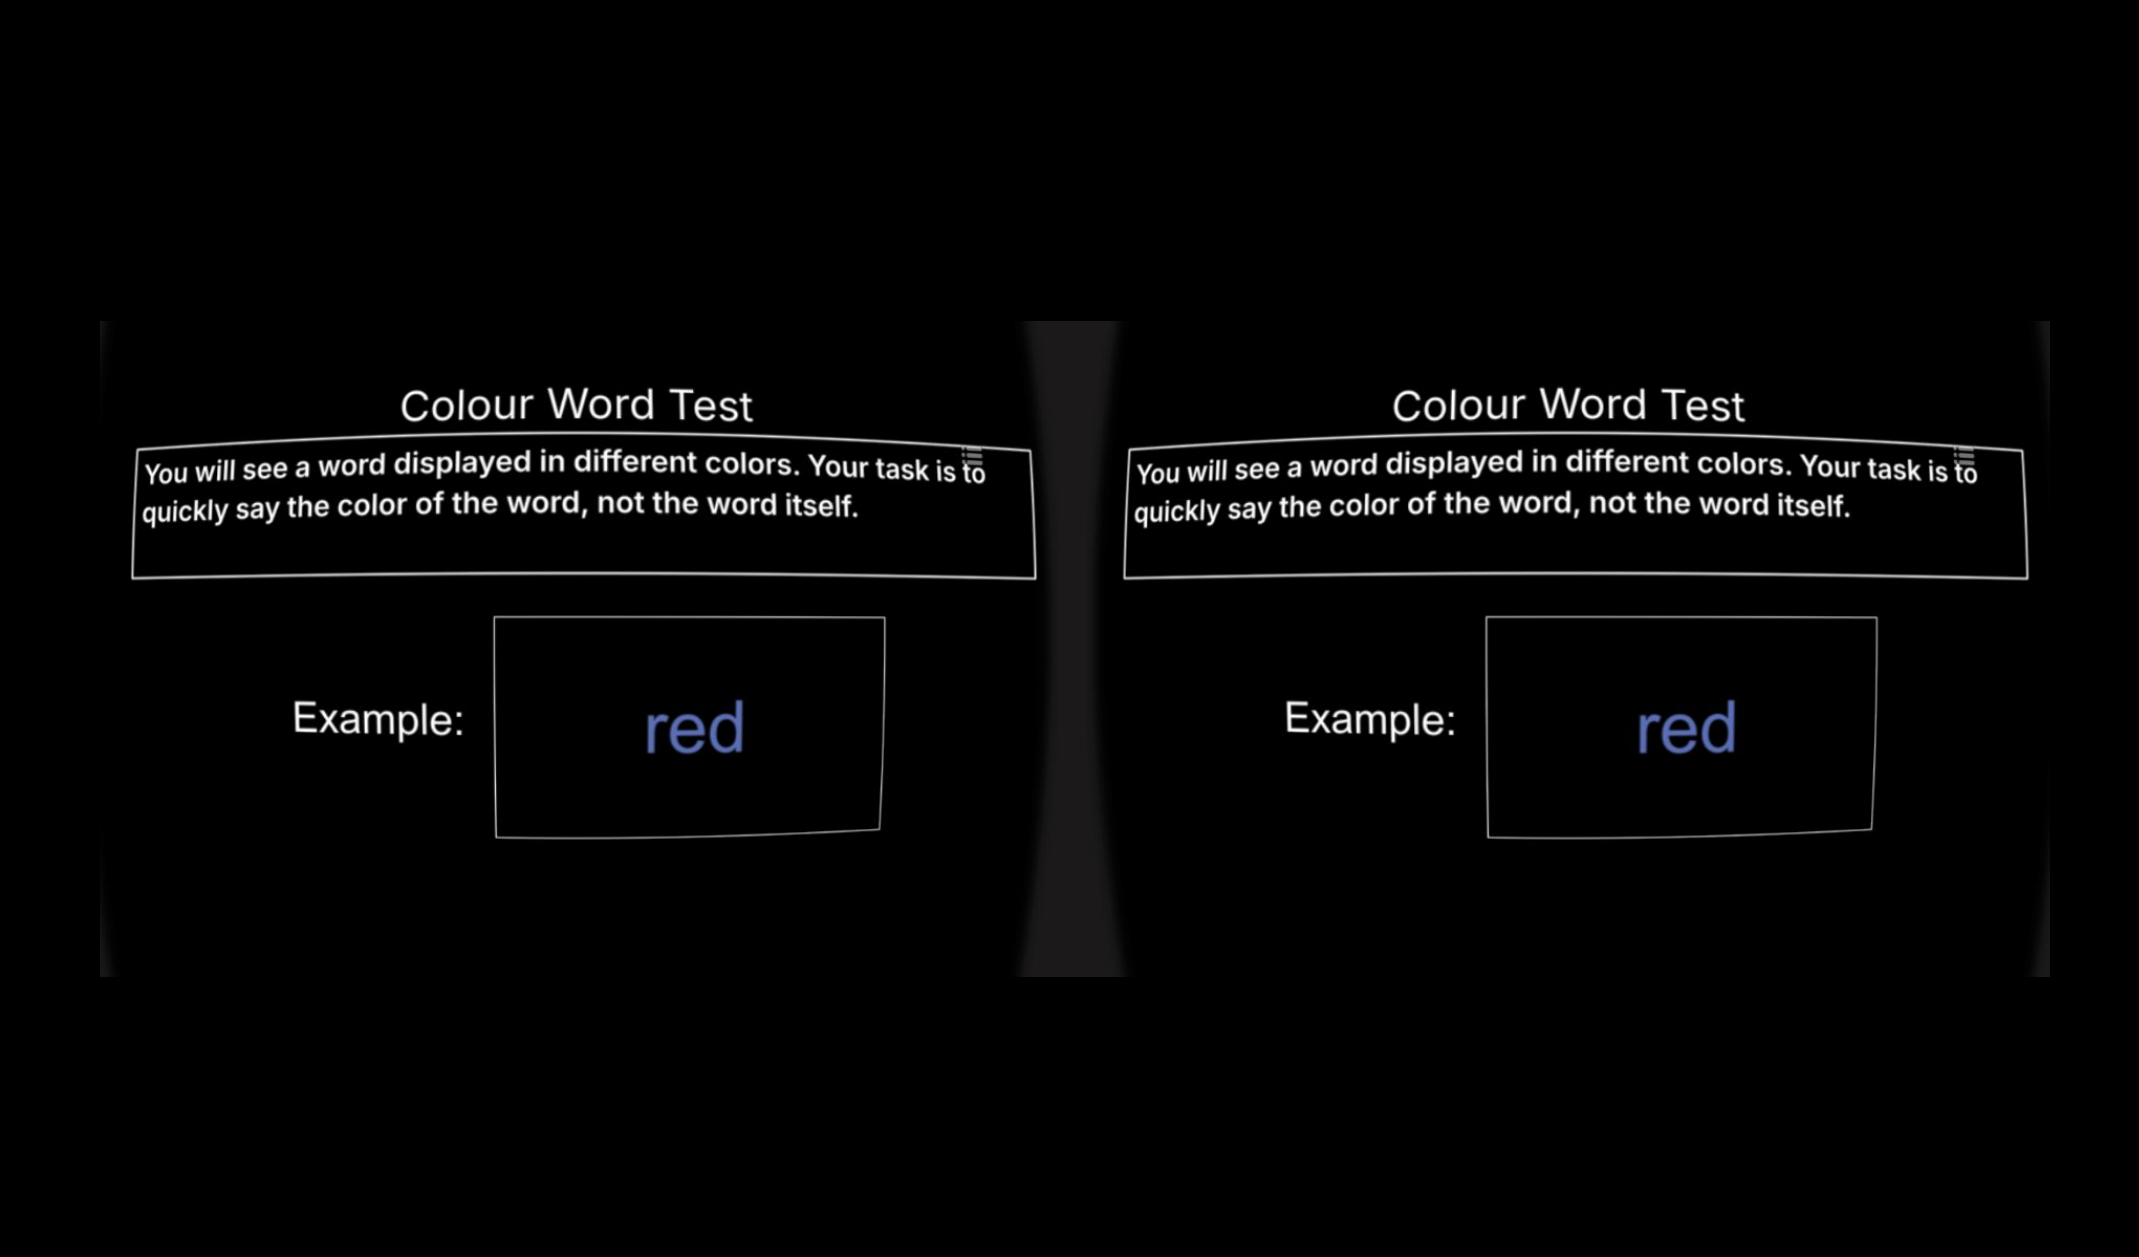 Colour Word Test
You will see a word displayed in different colors. Your task is to
quickly say the color of the word, not the word itself.
Example:
red
Colour Word Test
You will see a word displayed in different colors. Your task is to
quickly say the color of the word, not the word itself.
Example:
red